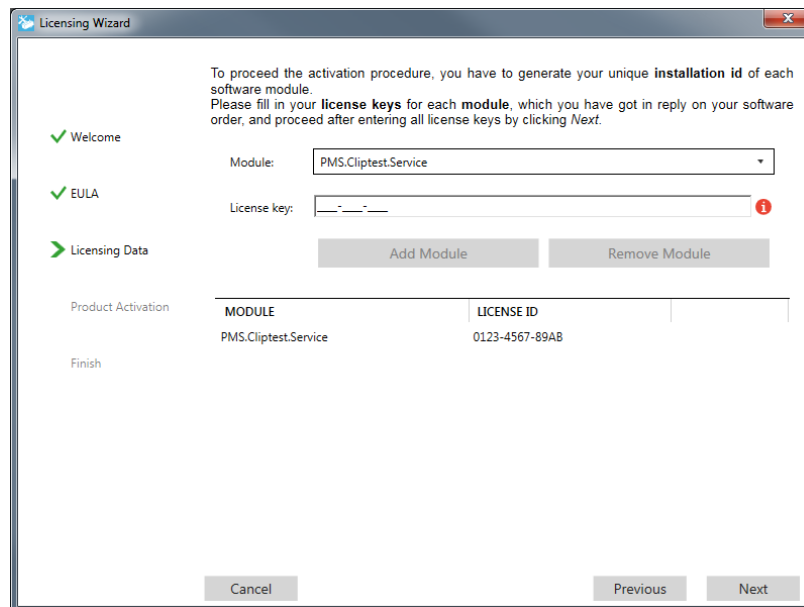 Licensing Wizard
To proceed the activation procedure, you have to generate your unique installation id of each
software module.
Please fill in your license keys for each module, which you have got in reply on your software
order, and proceed after entering all license keys by clicking Next.
Welcome
EULA
Licensing Data
Product Activation
Finish
Module: PMS.Cliptest.Service
License key: ___-___-___
Add Module Remove Module
MODULE LICENSE ID
PMS.Cliptest.Service 0123-4567-89AB
Cancel Previous Next